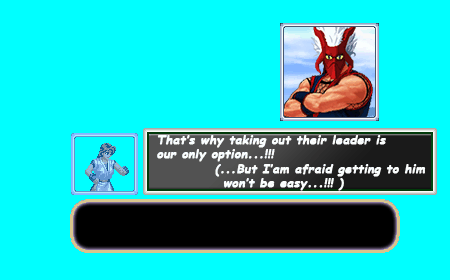 That's why taking out their leader is
our only option...!!!
(...But I'am afraid getting to him
won't be easy...!!! )